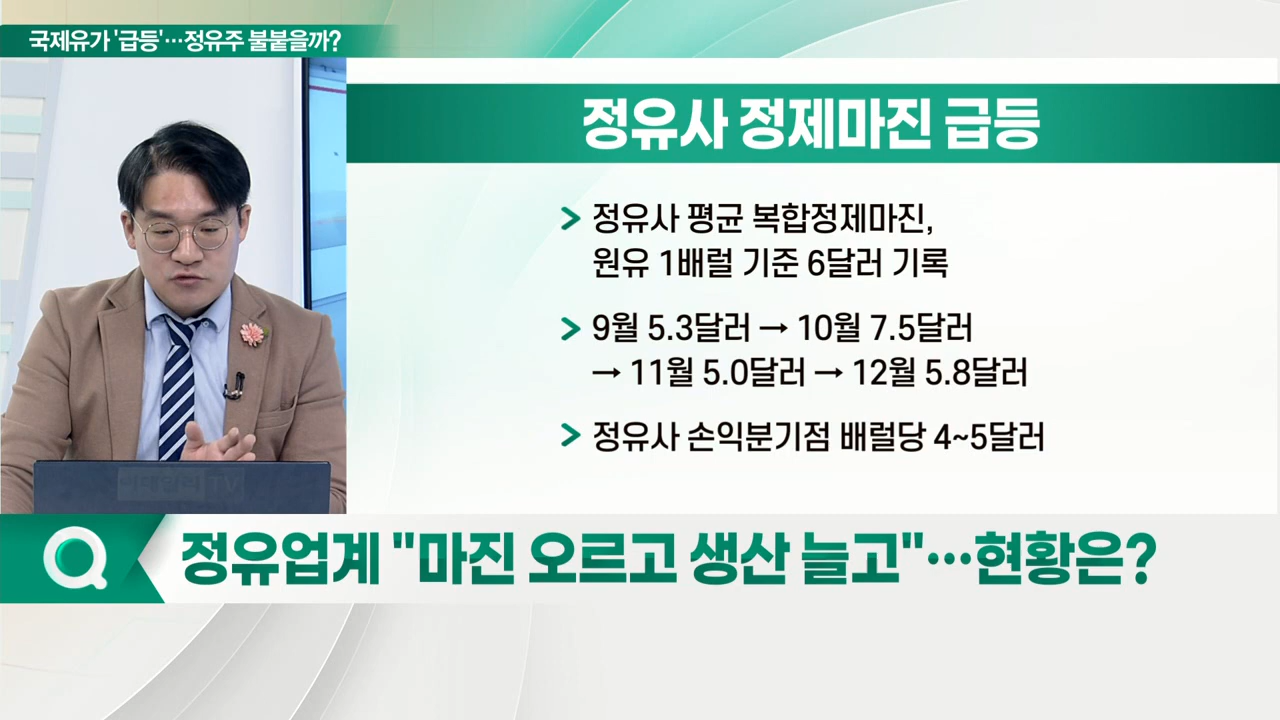 국제유가 '급등'…정유주 불붙을까?
정유사 정제마진 급등
> 정유사 평균 복합정제마진,
원유 1배럴 기준 6달러 기록
> 9월 5.3달러 → 10월 7.5달러
→ 11월 5.0달러 → 12월 5.8달러
> 정유사 손익분기점 배럴당 4~5달러
이데일리 TV
Q 정유업계 "마진 오르고 생산 늘고"…현황은?